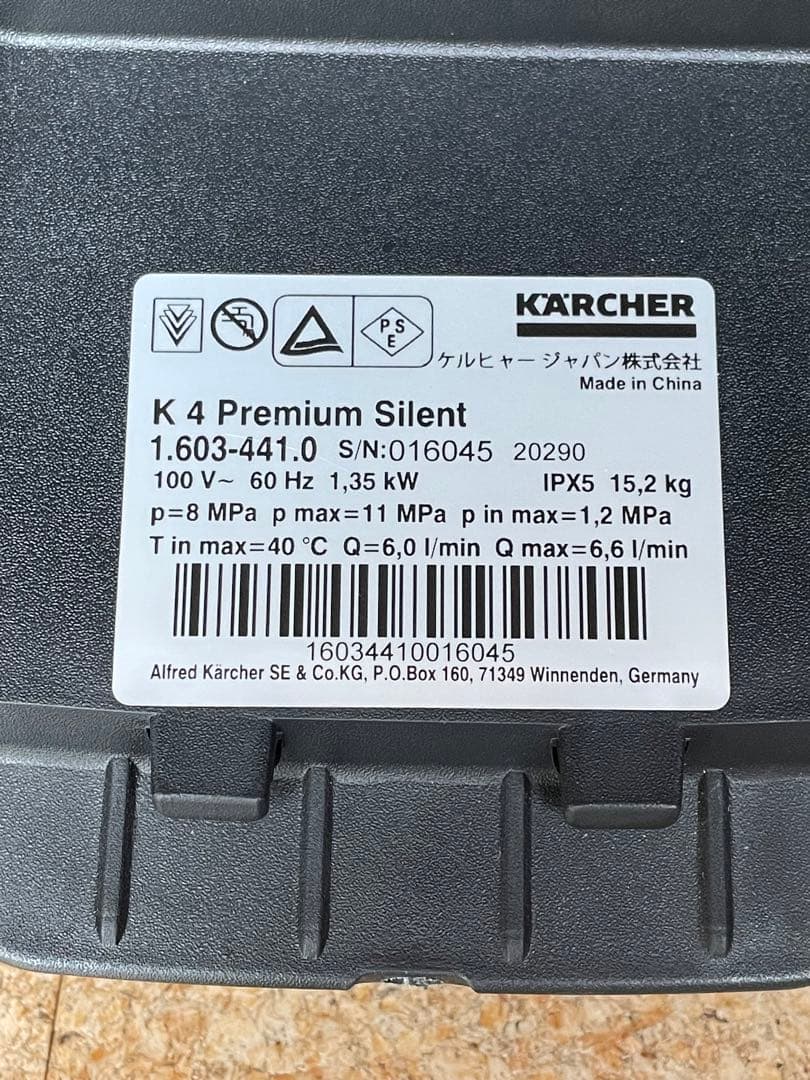 KÄRCHER
P S E
ケルヒャー ジャパン株式会社
Made in China
K 4 Premium Silent
1.603-441.0 S/N:016045 20290
100 V~ 60 Hz 1,35 kW IPX5 15,2 kg
p=8 MPa p max=11 MPa p in max=1,2 MPa
T in max=40 °C Q=6,0 l/min Q max=6,6 l/min
16034410016045
Alfred Kärcher SE & Co.KG, P.O.Box 160, 71349 Winnenden, Germany